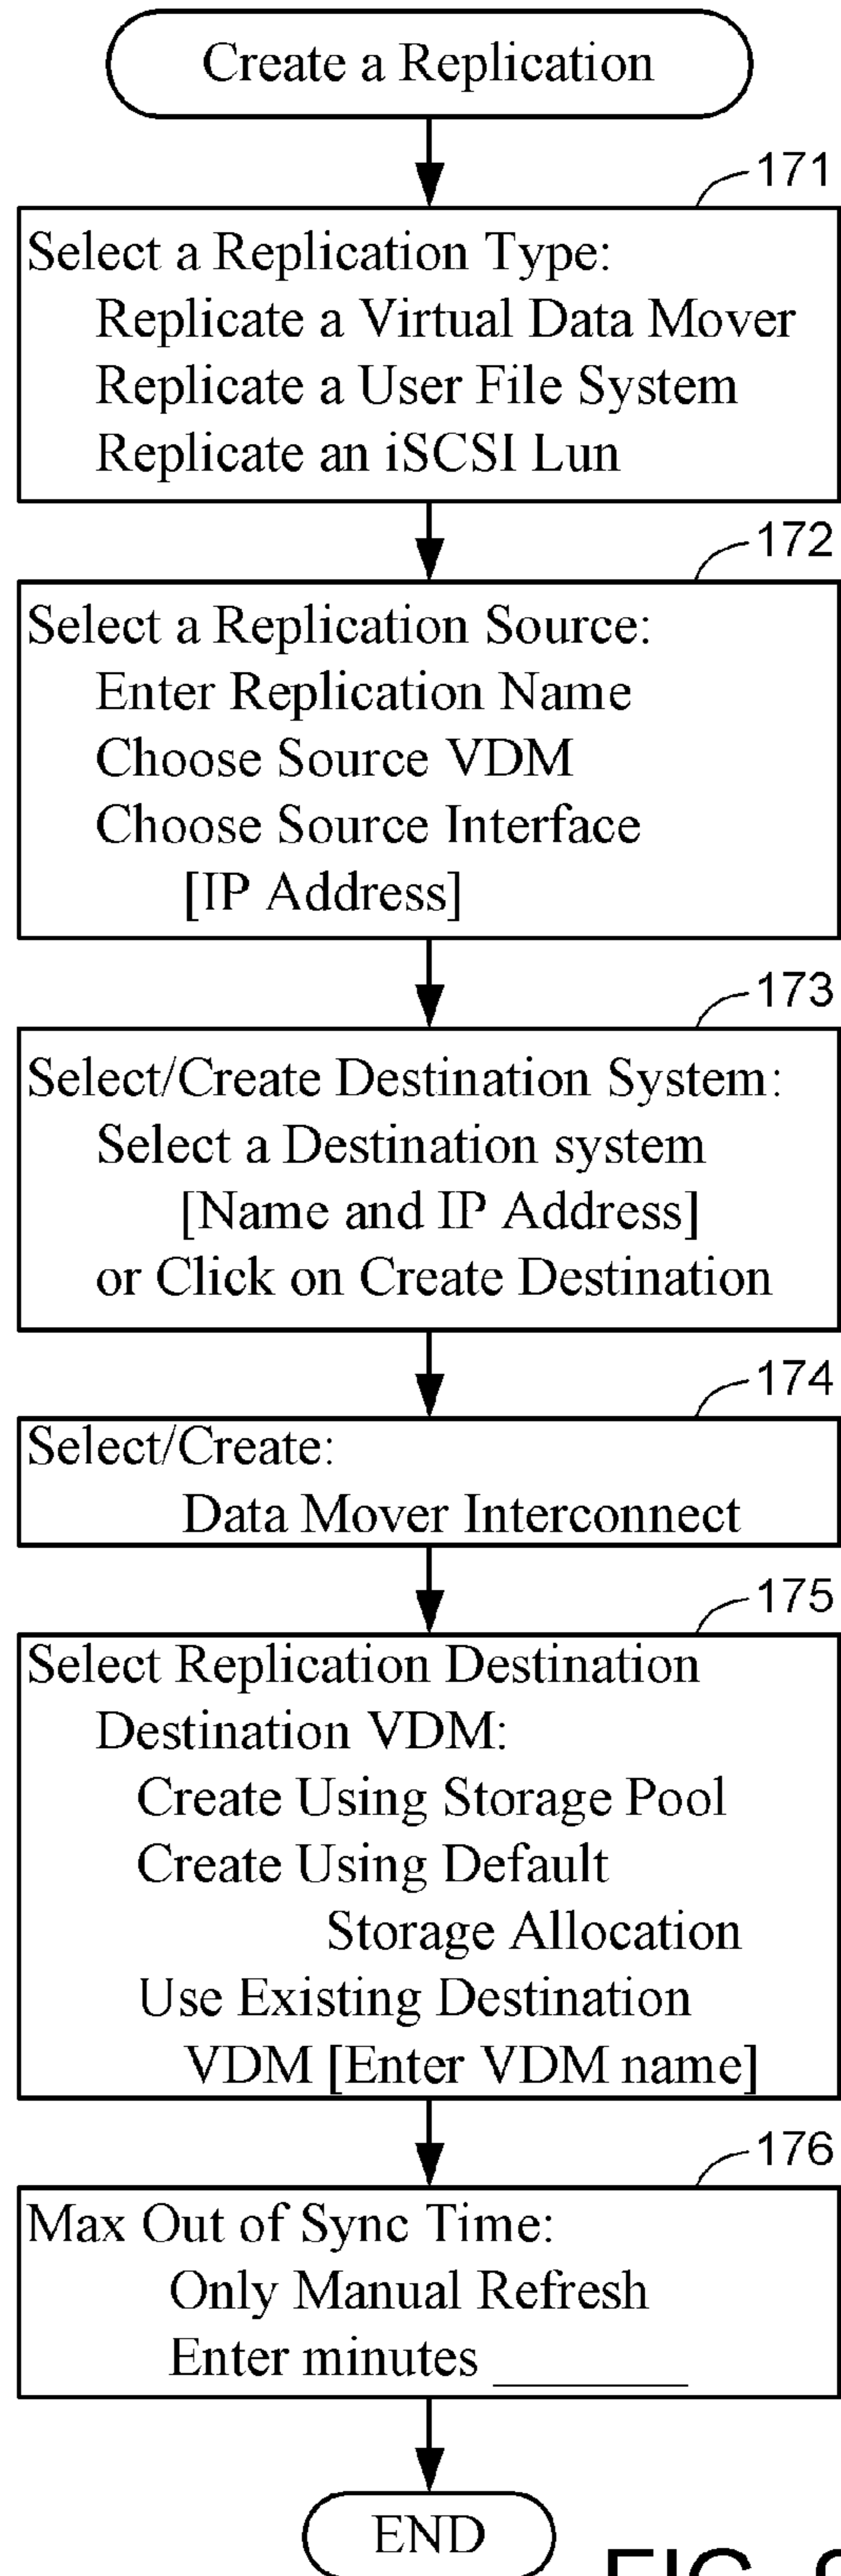 Create a Replication
171
Select a Replication Type:
Replicate a Virtual Data Mover
Replicate a User File System
Replicate an iSCSI Lun
172
Select a Replication Source:
Enter Replication Name
Choose Source VDM
Choose Source Interface
[IP Address]
173
Select/Create Destination System:
Select a Destination system
[Name and IP Address]
or Click on Create Destination
174
Select/Create:
Data Mover Interconnect
175
Select Replication Destination
Destination VDM:
Create Using Storage Pool
Create Using Default
Storage Allocation
Use Existing Destination
VDM [Enter VDM name]
176
Max Out of Sync Time:
Only Manual Refresh
Enter minutes ________
END
FIG.